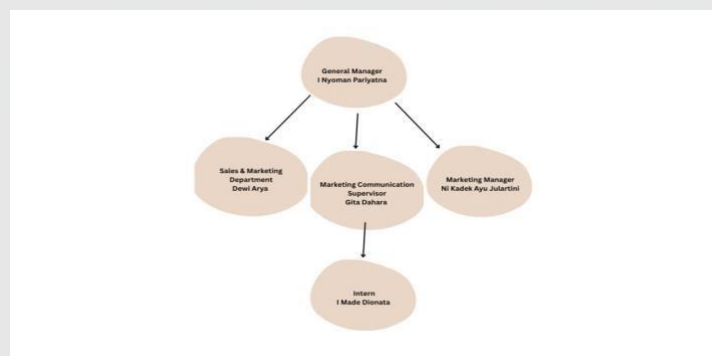 General Manager
I Nyoman Pariyatna
Sales & Marketing
Department
Dewi Arya
Marketing Communication
Supervisor
Gita Dahara
Marketing Manager
Ni Kadek Ayu Julartini
Intern
I Made Dionata